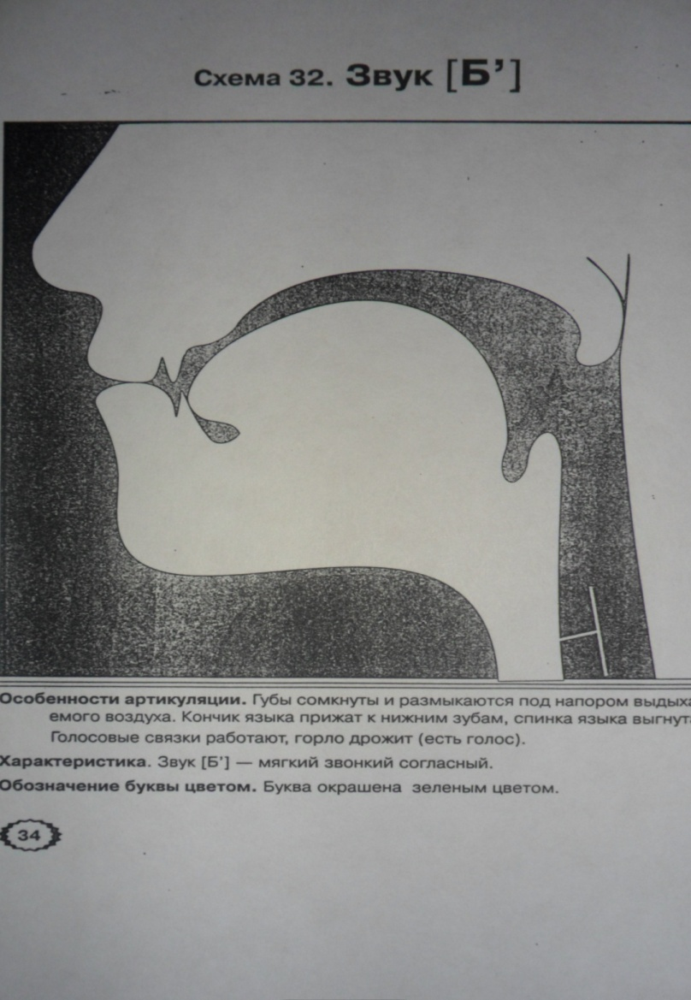 Схема 32. Звук [Б’]
Особенности артикуляции. Губы сомкнуты и размыкаются под напором выдыха
емого воздуха. Кончик языка прижат к нижним зубам, спинка языка выгнута
Голосовые связки работают, горло дрожит (есть голос).
Характеристика. Звук [Б’] — мягкий звонкий согласный.
Обозначение буквы цветом. Буква окрашена зеленым цветом.
34